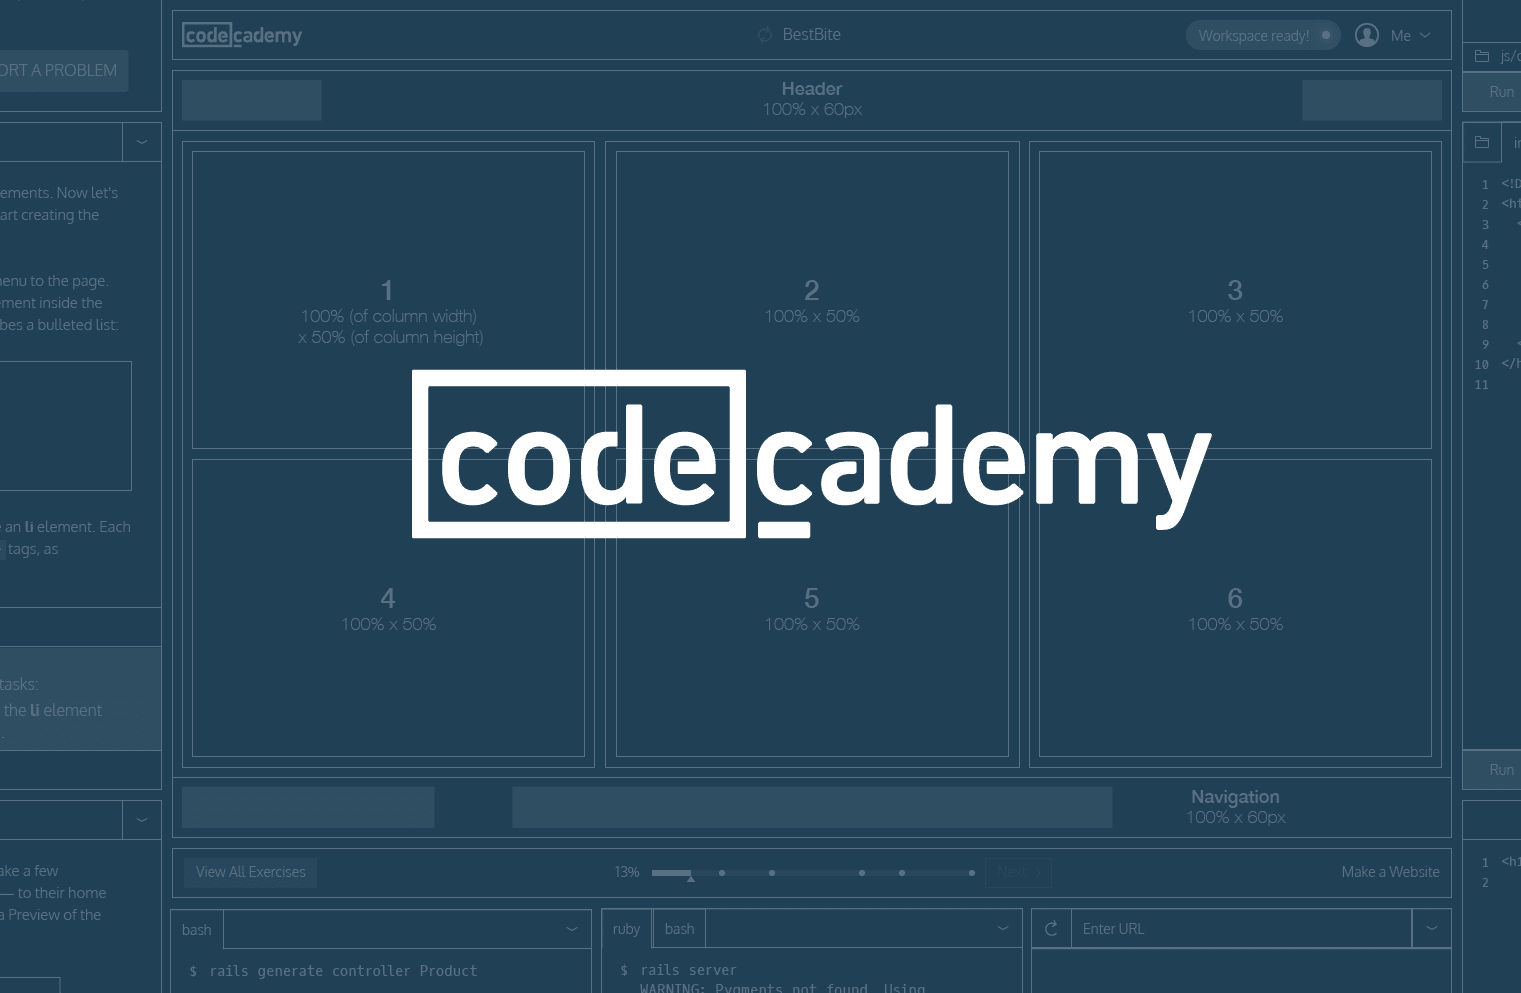 codecademy
BestBite
Workspace ready!
Me
ORT A PROBLEM
js/
Run
Header
100% x 60px
ements. Now let's
art creating the
enu to the page.
ement inside the
bes a bulleted list:
an li element. Each
tags, as
tasks:
the li element
.
ake a few
— to their home
a Preview of the
1
100% (of column width)
x 50% (of column height)
2
100% x 50%
3
100% x 50%
codecademy
4
100% x 50%
5
100% x 50%
6
100% x 50%
Navigation
100% x 60px
View All Exercises
13%
Next
Make a Website
bash
$ rails generate controller Product
ruby
bash
$ rails server
WARNING: Pygments not found. Using
Enter URL
1 <!D
2 <ht
3 <
4
5
6
7
8
9 <
10 </h
11
Run
1 <h1
2